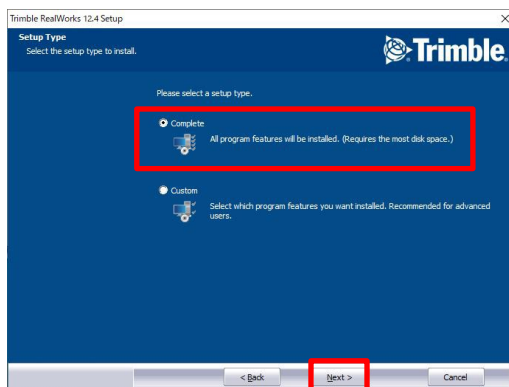 Trimble RealWorks 12.4 Setup
Setup Type
Select the setup type to install.
Trimble.
Please select a setup type.
Complete
All program features will be installed. (Requires the most disk space.)
Custom
Select which program features you want installed. Recommended for advanced
users.
< Back
Next >
Cancel